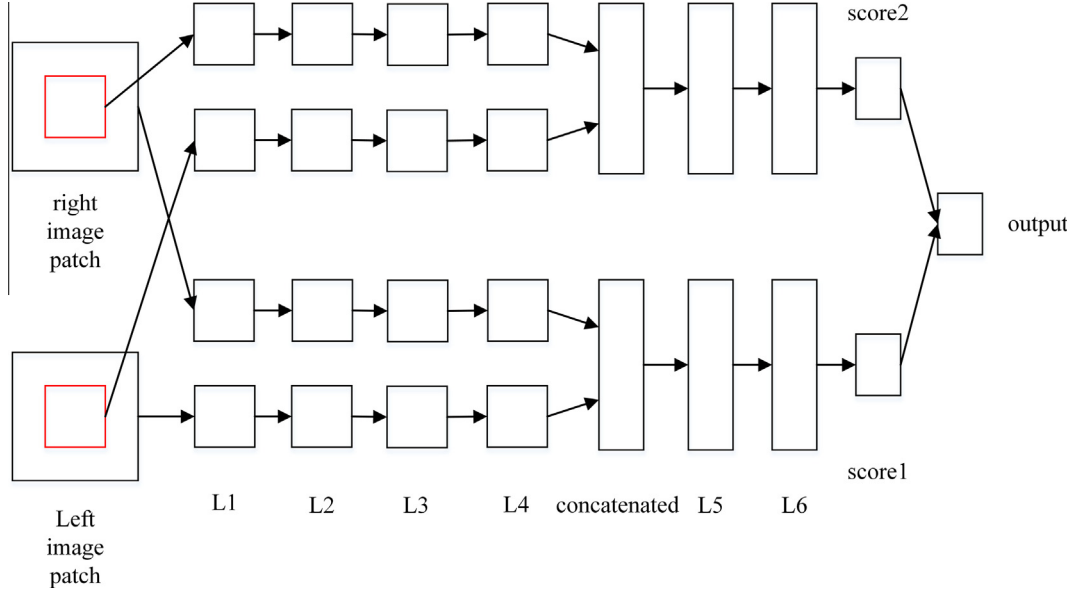 score2
right
image
patch
output
score1
L1 L2 L3 L4 concatenated L5 L6
Left
image
patch